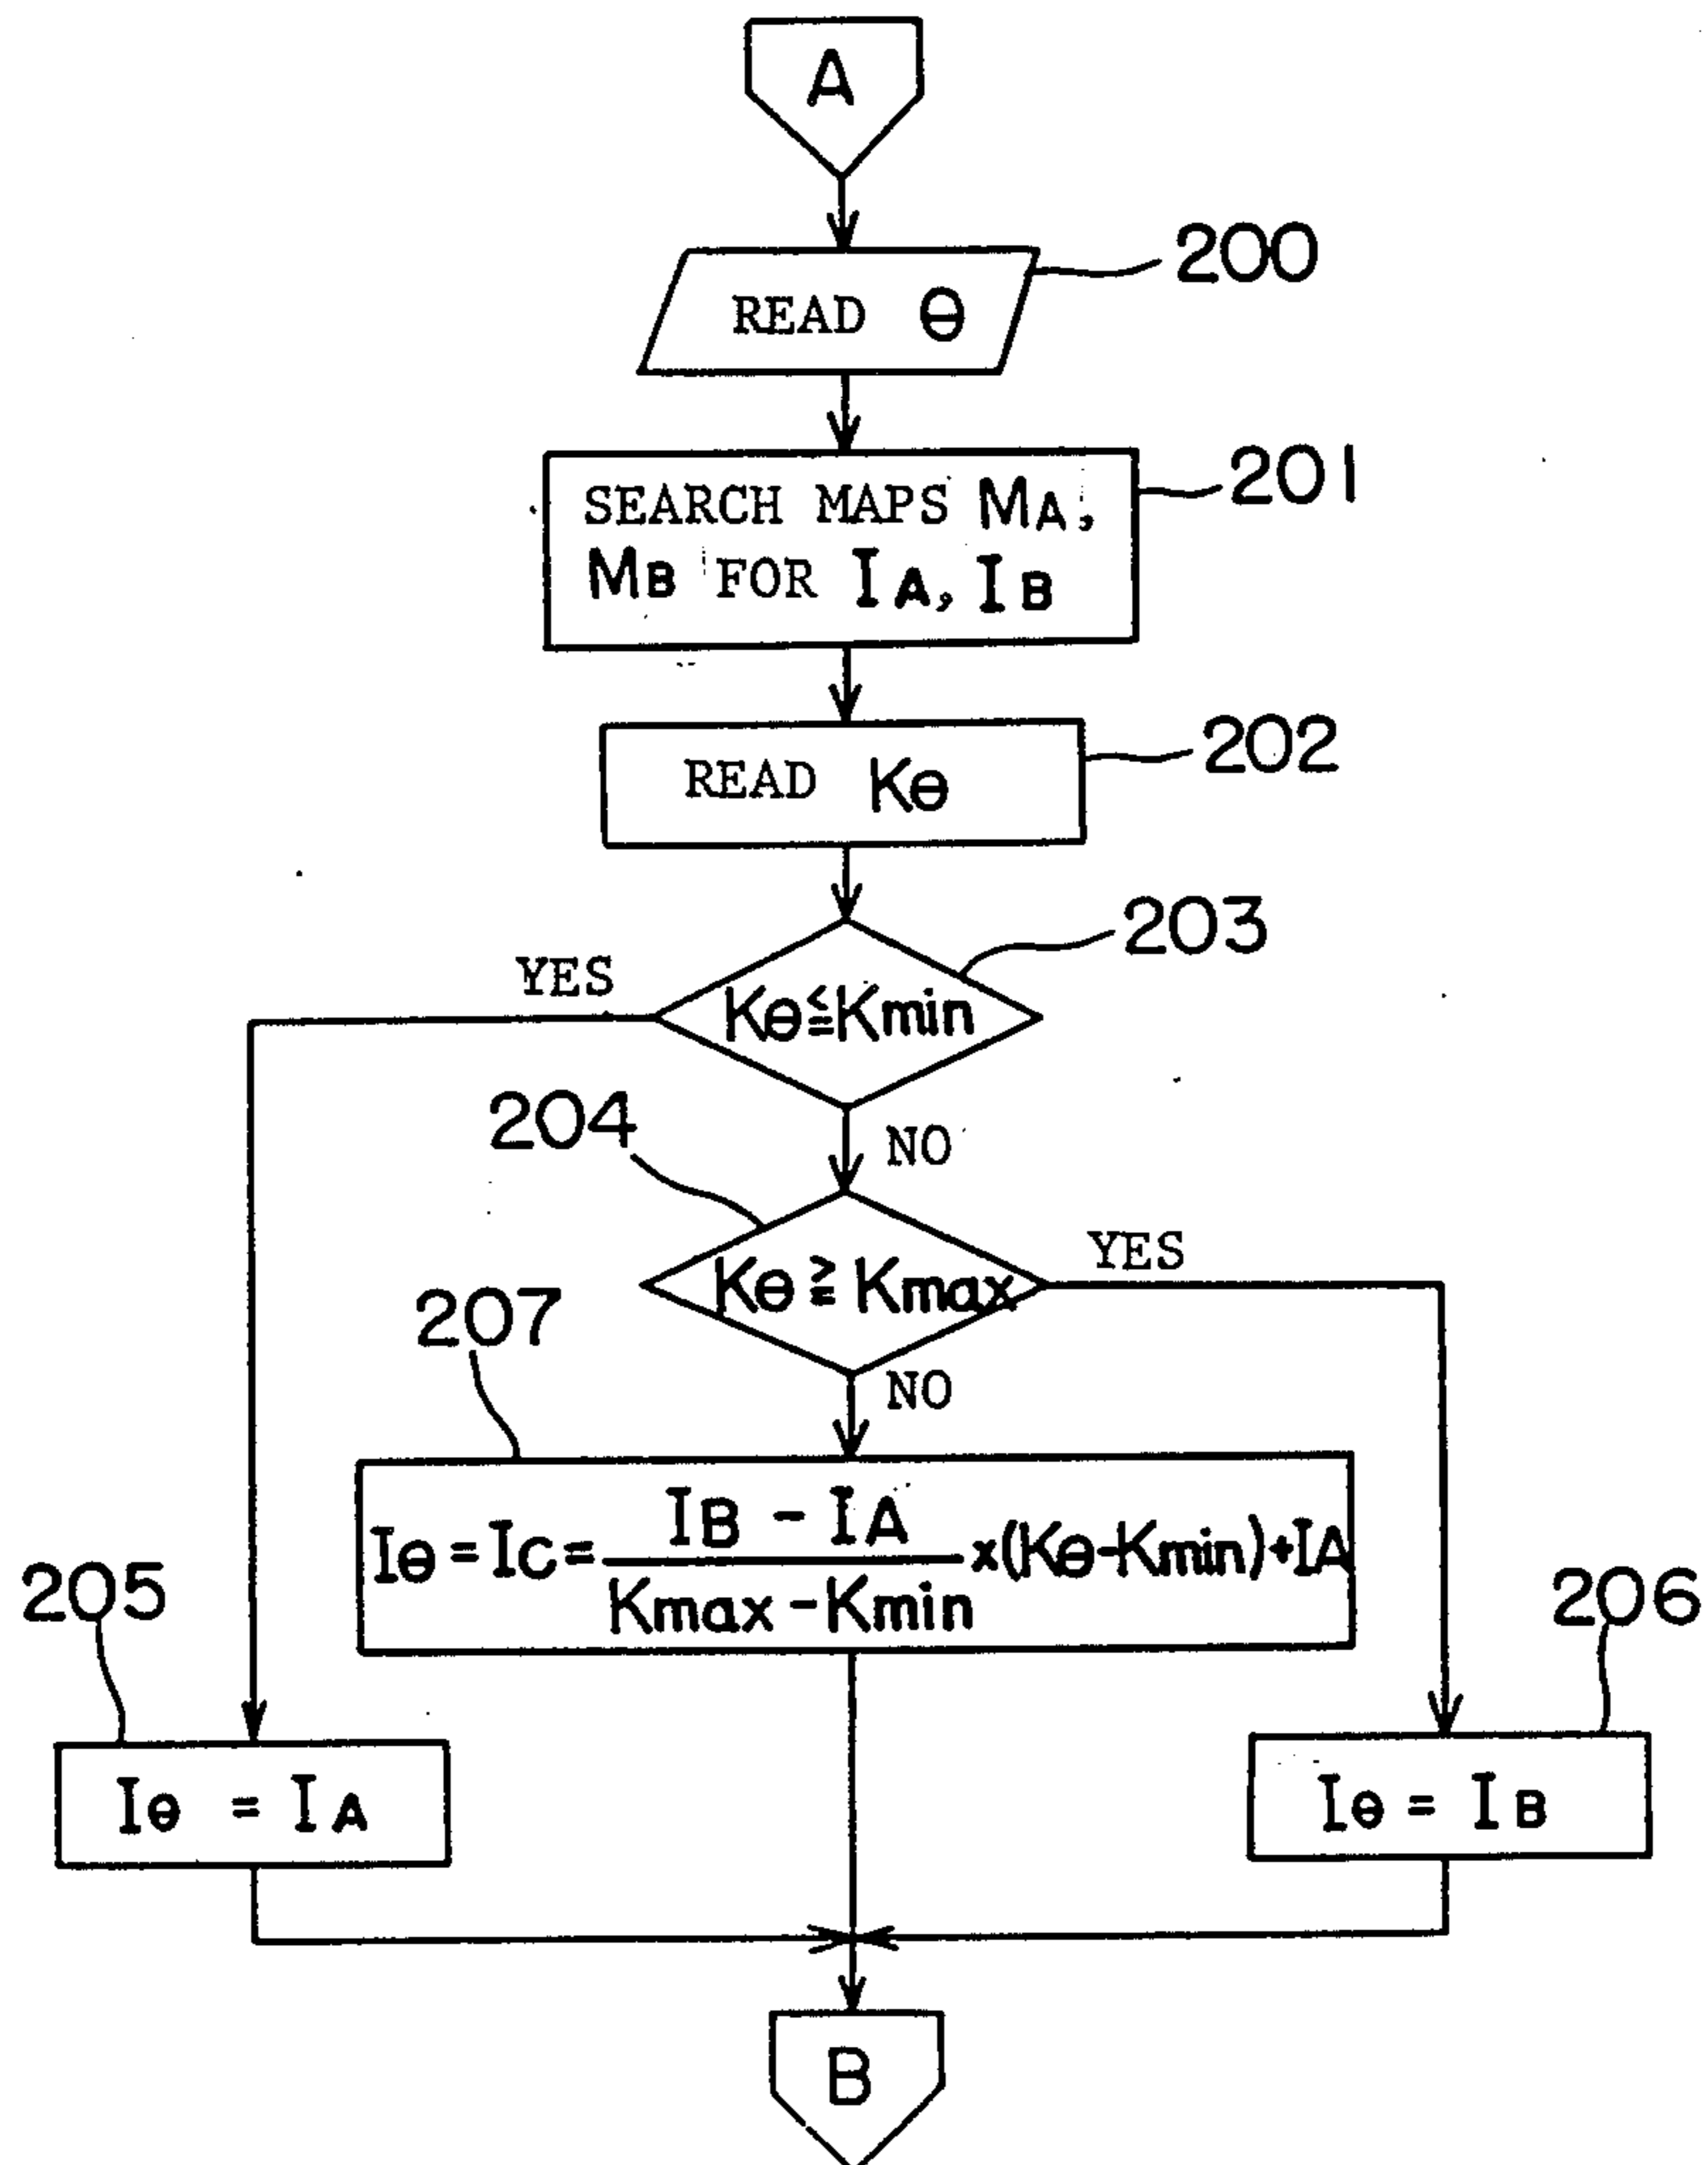 A
200
READ θ
201
SEARCH MAPS MA,
MB FOR IA, IB
202
READ Kθ
203
YES
Kθ≦Kmin
204
NO
YES
Kθ ≧ Kmax
207
NO
IB - IA
Iθ = IC = ―――― x(Kθ-Kmin)+IA
Kmax - Kmin
205
206
Iθ = IA
Iθ = IB
B